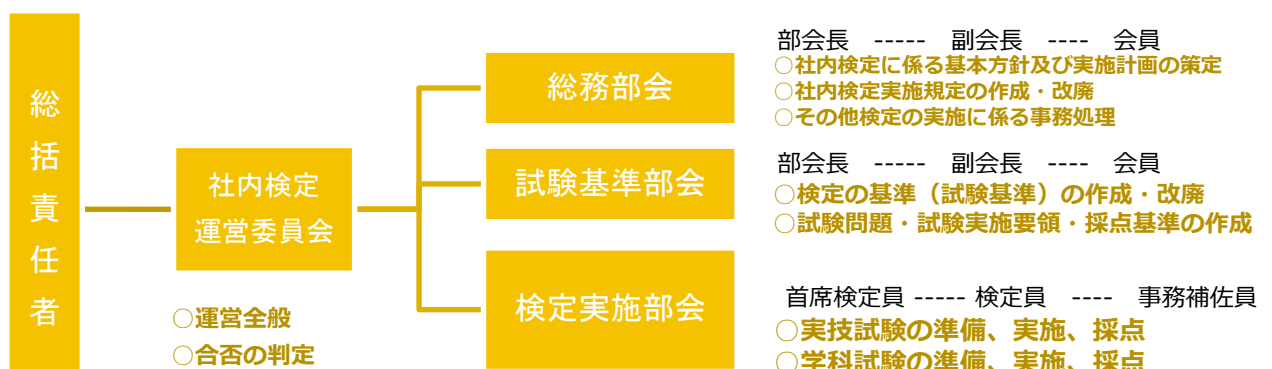 総括責任者
社内検定
運営委員会
○運営全般
○合否の判定
総務部会
部会長 ----- 副会長 ---- 会員
○社内検定に係る基本方針及び実施計画の策定
○社内検定実施規定の作成・改廃
○その他検定の実施に係る事務処理
試験基準部会
部会長 ----- 副会長 ---- 会員
○検定の基準（試験基準）の作成・改廃
○試験問題・試験実施要領・採点基準の作成
検定実施部会
首席検定員 ----- 検定員 ---- 事務補佐員
○実技試験の準備、実施、採点
○学科試験の準備、実施、採点